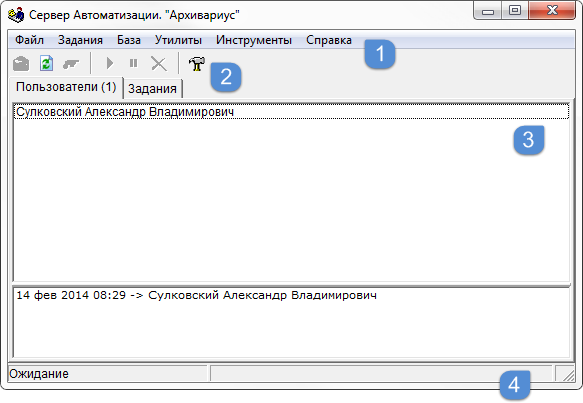 Сервер Автоматизации. "Архивариус"
Файл Задания База Утилиты Инструменты Справка
1
2
Пользователи (1) Задания
Сулковский Александр Владимирович
3
14 фев 2014 08:29 -> Сулковский Александр Владимирович
Ожидание
4